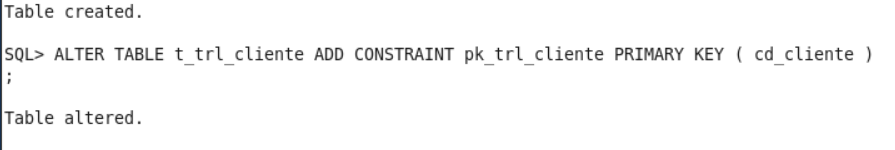 Table created.
SQL> ALTER TABLE t_trl_cliente ADD CONSTRAINT pk_trl_cliente PRIMARY KEY ( cd_cliente )
;
Table altered.